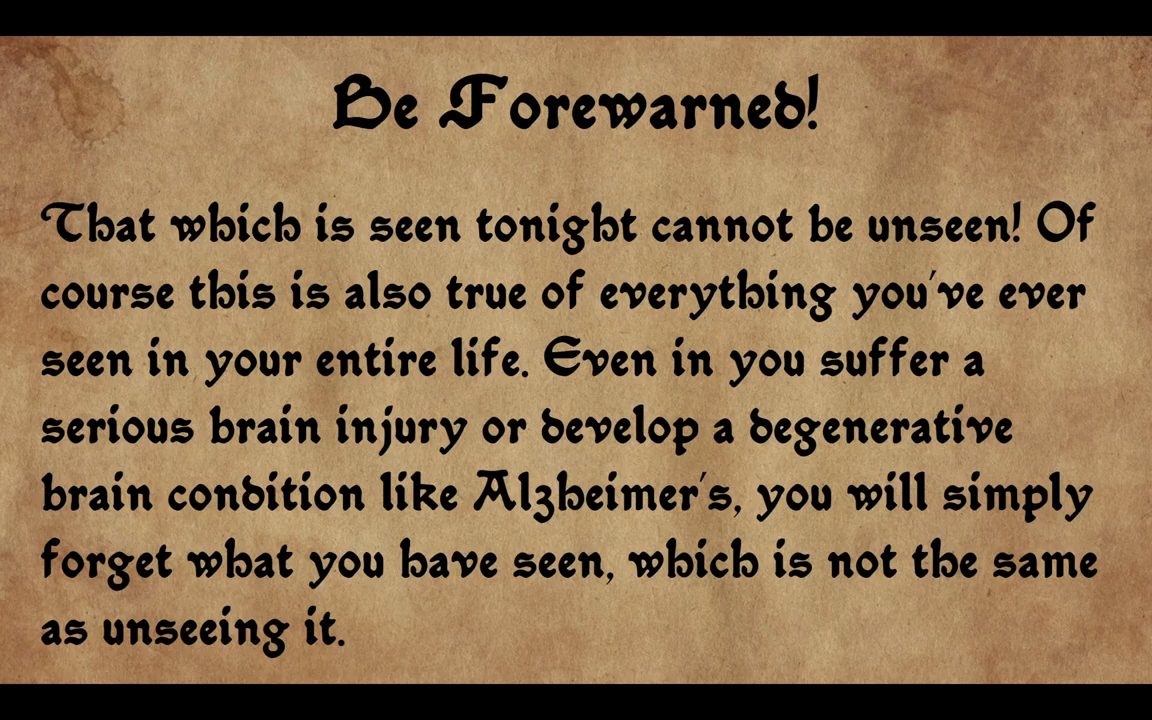 Be Forewarned!
That which is seen tonight cannot be unseen! Of
course this is also true of everything you've ever
seen in your entire life. Even in you suffer a
serious brain injury or develop a degenerative
brain condition like Alzheimer's, you will simply
forget what you have seen, which is not the same
as unseeing it.